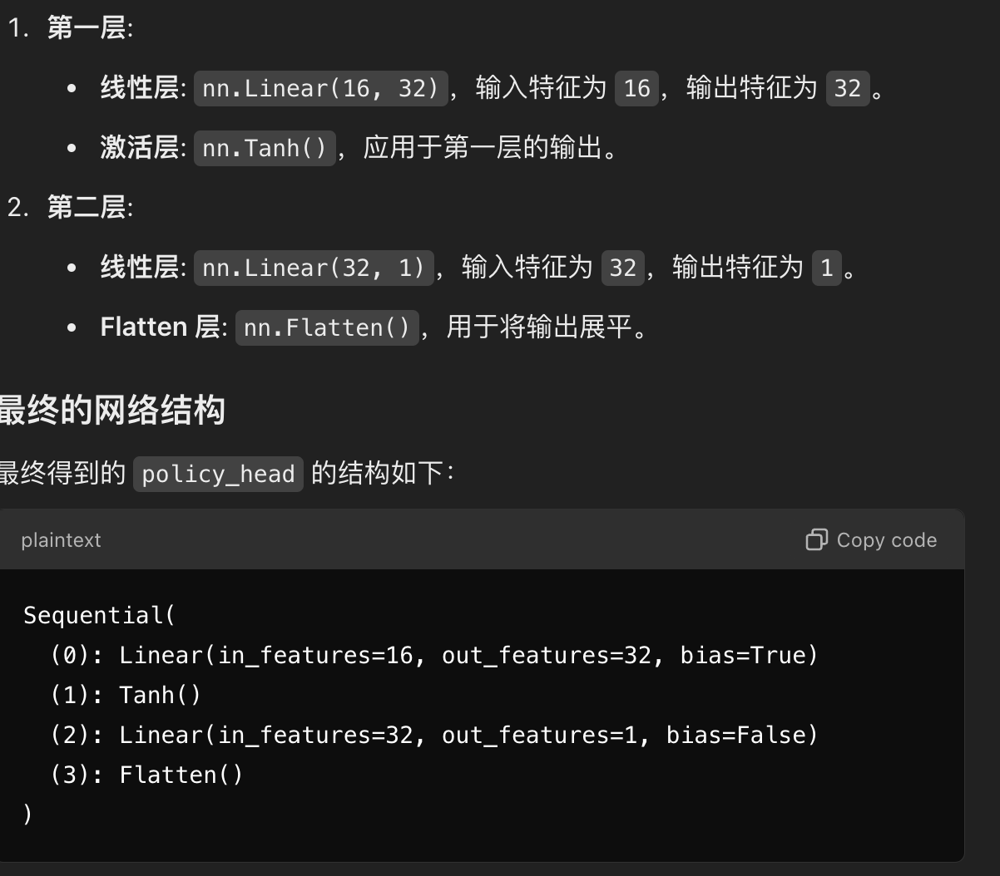 1. 第一层:
• 线性层: nn.Linear(16, 32)，输入特征为 16，输出特征为 32。
• 激活层: nn.Tanh()，应用于第一层的输出。
2. 第二层:
• 线性层: nn.Linear(32, 1)，输入特征为 32，输出特征为 1。
• Flatten 层: nn.Flatten()，用于将输出展平。
最终的网络结构
最终得到的 policy_head 的结构如下：
plaintext Copy code
Sequential(
  (0): Linear(in_features=16, out_features=32, bias=True)
  (1): Tanh()
  (2): Linear(in_features=32, out_features=1, bias=False)
  (3): Flatten()
)